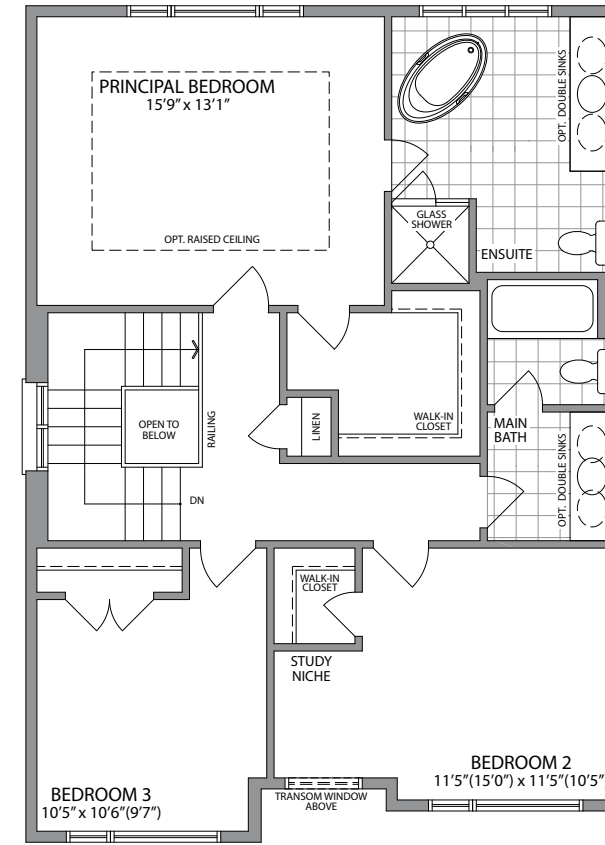 PRINCIPAL BEDROOM
15'9" x 13'1"
OPT. RAISED CEILING
OPT. DOUBLE SINKS
GLASS
SHOWER
ENSUITE
OPEN TO
BELOW
RAILING
LINEN
WALK-IN
CLOSET
MAIN
BATH
OPT. DOUBLE SINKS
DN
WALK-IN
CLOSET
STUDY
NICHE
BEDROOM 2
11'5"(15'0") x 11'5"(10'5"
TRANSOM WINDOW
ABOVE
BEDROOM 3
10'5" x 10'6"(9'7")